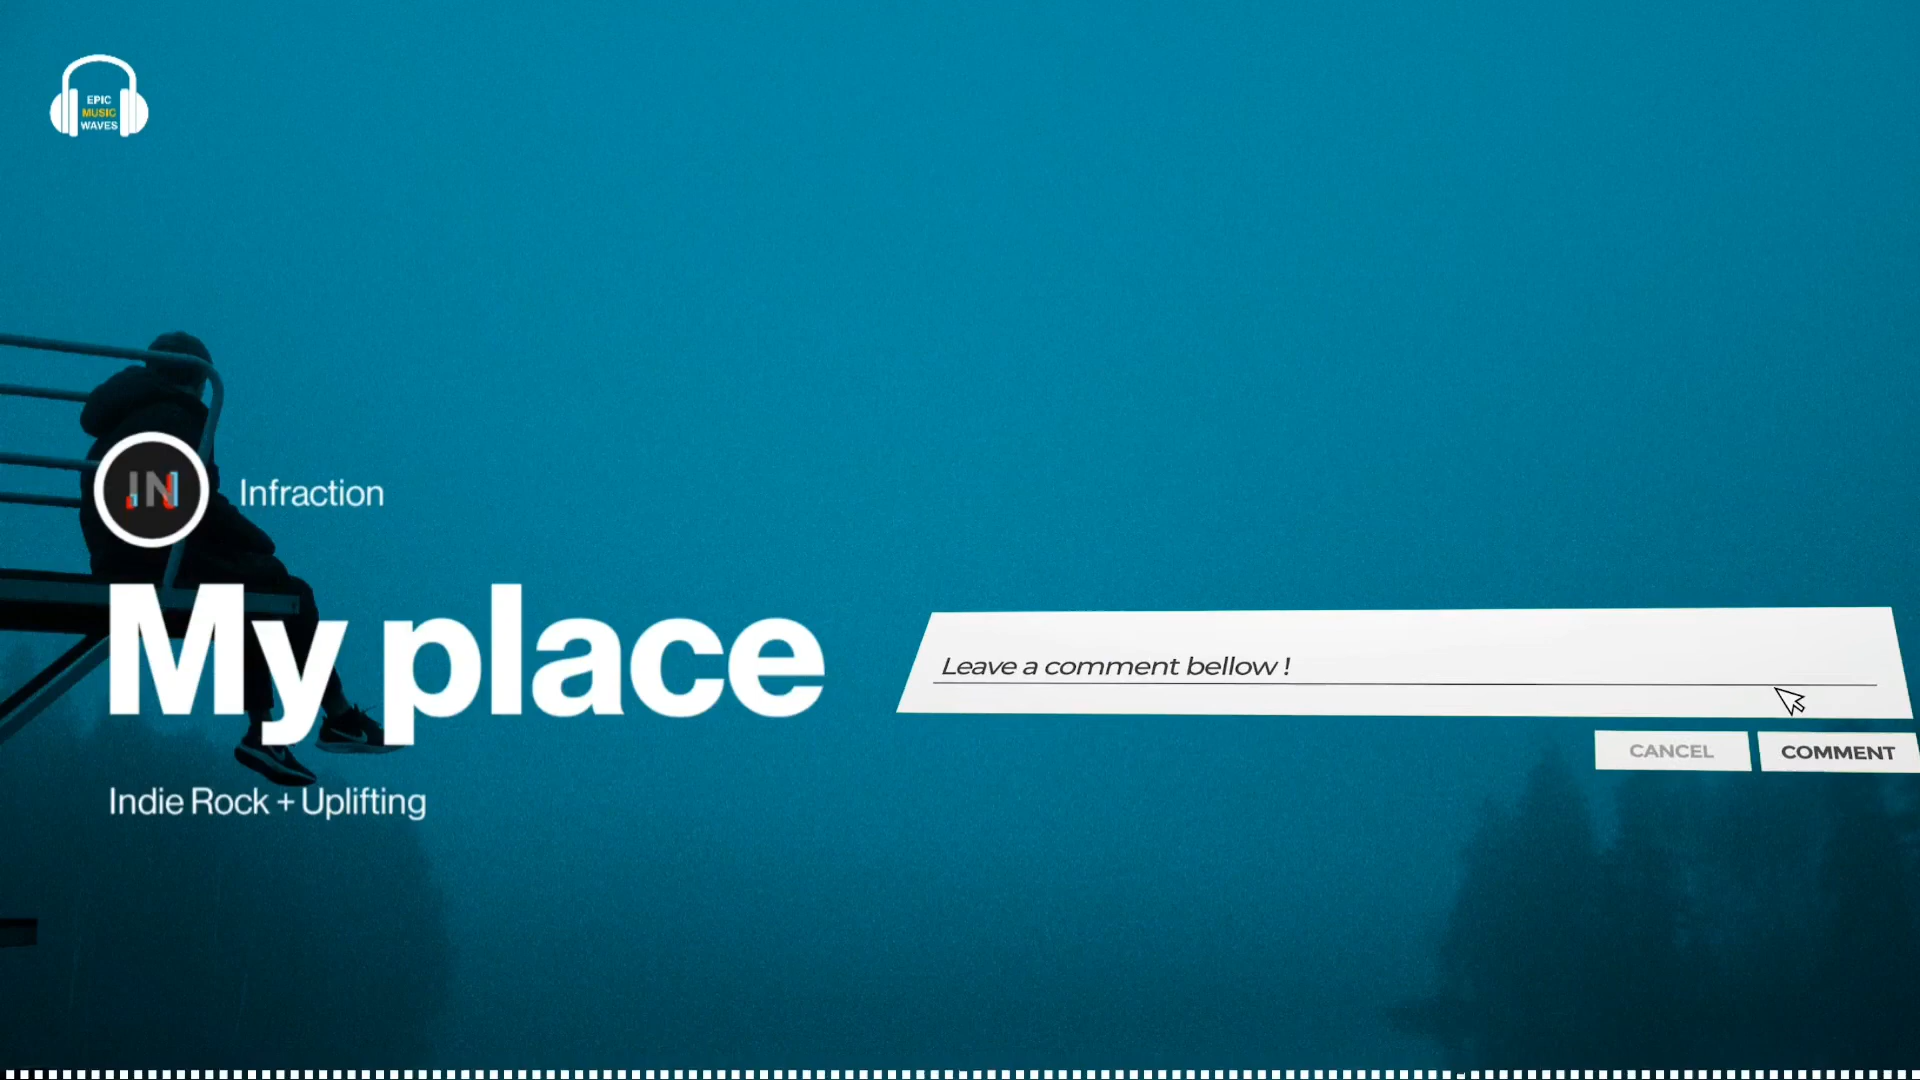 EPIC
MUSIC
WAVES
IN
Infraction
My place
Indie Rock + Uplifting
Leave a comment bellow !
CANCEL
COMMENT